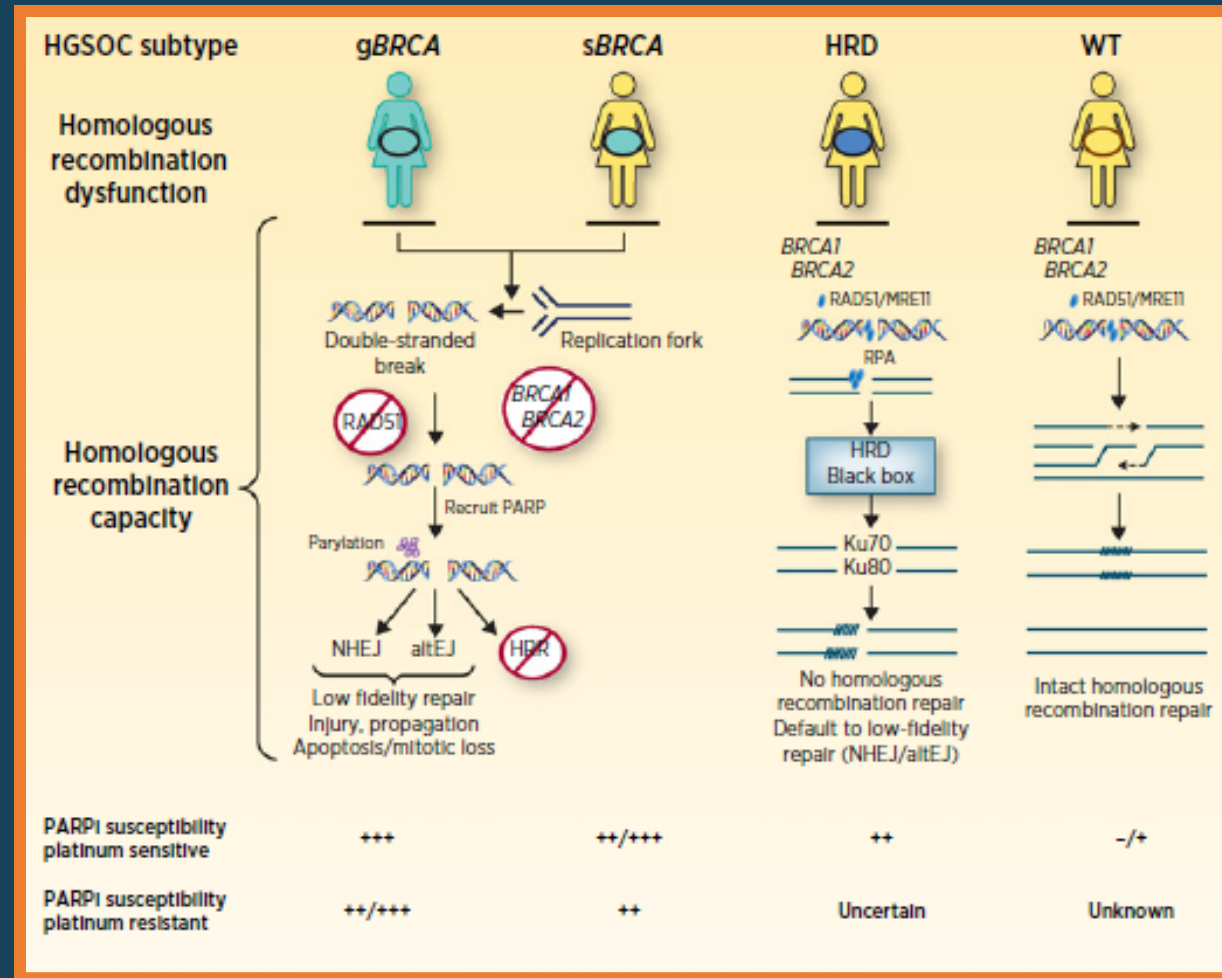 HGSOC subtype gBRCA sBRCA HRD WT
Homologous
recombination
dysfunction
Homologous
recombination
capacity
Double-stranded
break
Replication fork
RAD51
BRCA1
BRCA2
Recruit PARP
Parylation
NHEJ altEJ HRR
Low fidelity repair
Injury, propagation
Apoptosis/mitotic loss
BRCA1
BRCA2
RAD51/MRE11
RPA
HRD
Black box
Ku70
Ku80
No homologous
recombination repair
Default to low-fidelity
repair (NHEJ/altEJ)
BRCA1
BRCA2
RAD51/MRE11
Intact homologous
recombination repair
PARPi susceptibility
platinum sensitive
+++ ++/+++ ++ –/+
PARPi susceptibility
platinum resistant
++/+++ ++ Uncertain Unknown